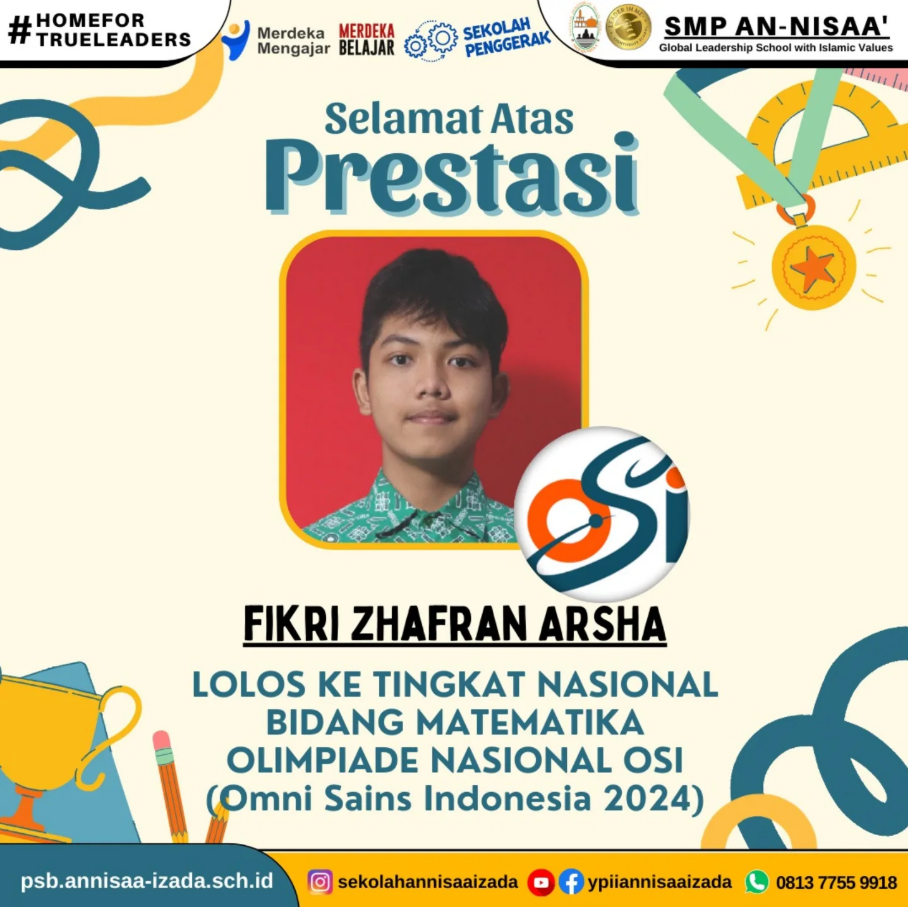 #HOMEFOR
TRUELEADERS
Merdeka
Mengajar
MERDEKA
BELAJAR
SEKOLAH
PENGGERAK
SMP AN-NISAA'
Global Leadership School with Islamic Values
Selamat Atas
Prestasi
OSi
FIKRI ZHAFRAN ARSHA
LOLOS KE TINGKAT NASIONAL
BIDANG MATEMATIKA
OLIMPIADE NASIONAL OSI
(Omni Sains Indonesia 2024)
psb.annisaa-izada.sch.id
sekolahannisaaizada
ypiiannisaaizada
0813 7755 9918